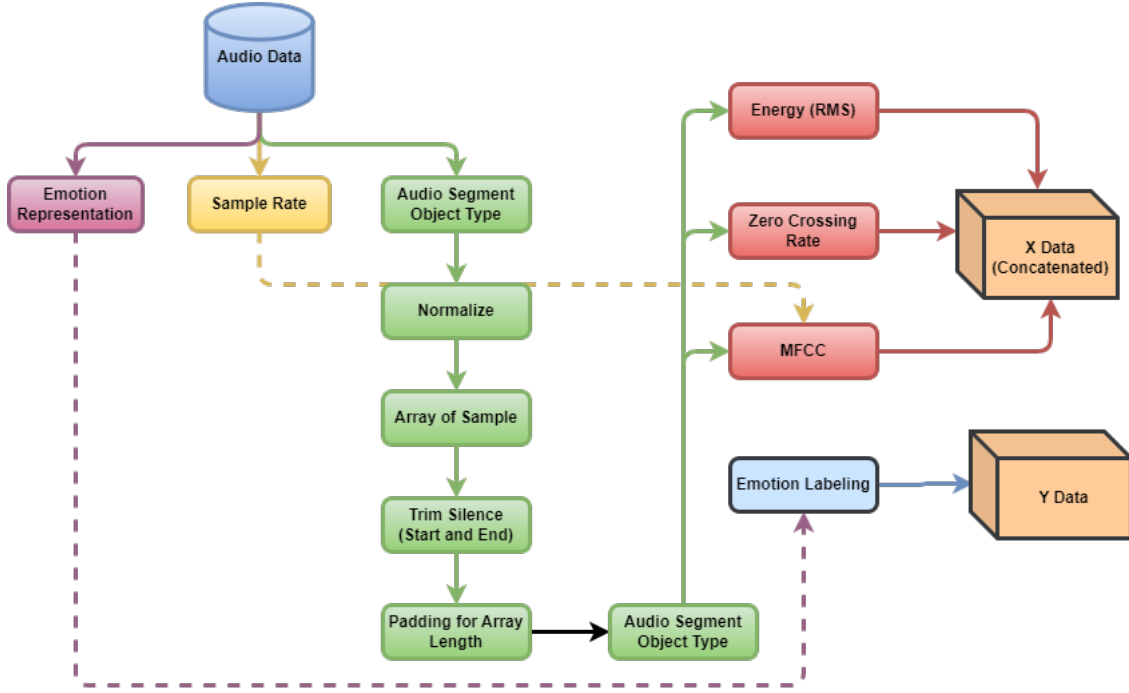 Audio Data
Emotion
Representation
Sample Rate
Audio Segment
Object Type
Normalize
Array of Sample
Trim Silence
(Start and End)
Padding for Array
Length
Audio Segment
Object Type
Energy (RMS)
Zero Crossing
Rate
MFCC
X Data
(Concatenated)
Emotion Labeling
Y Data